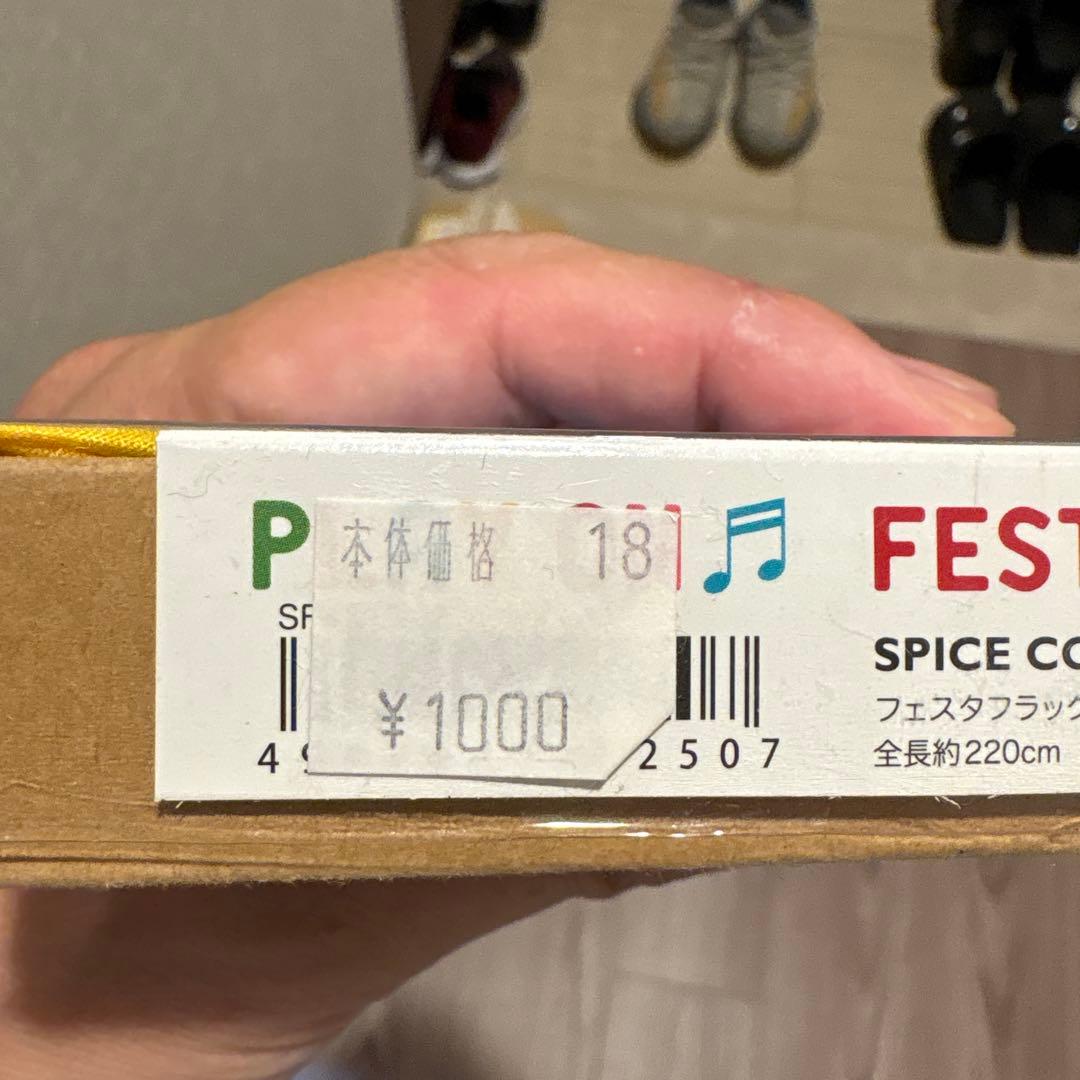 P ♫ FEST
本体価格 18
¥1000
SP
4 2507
SPICE CO
フェスタフラッグ
全長約220cm